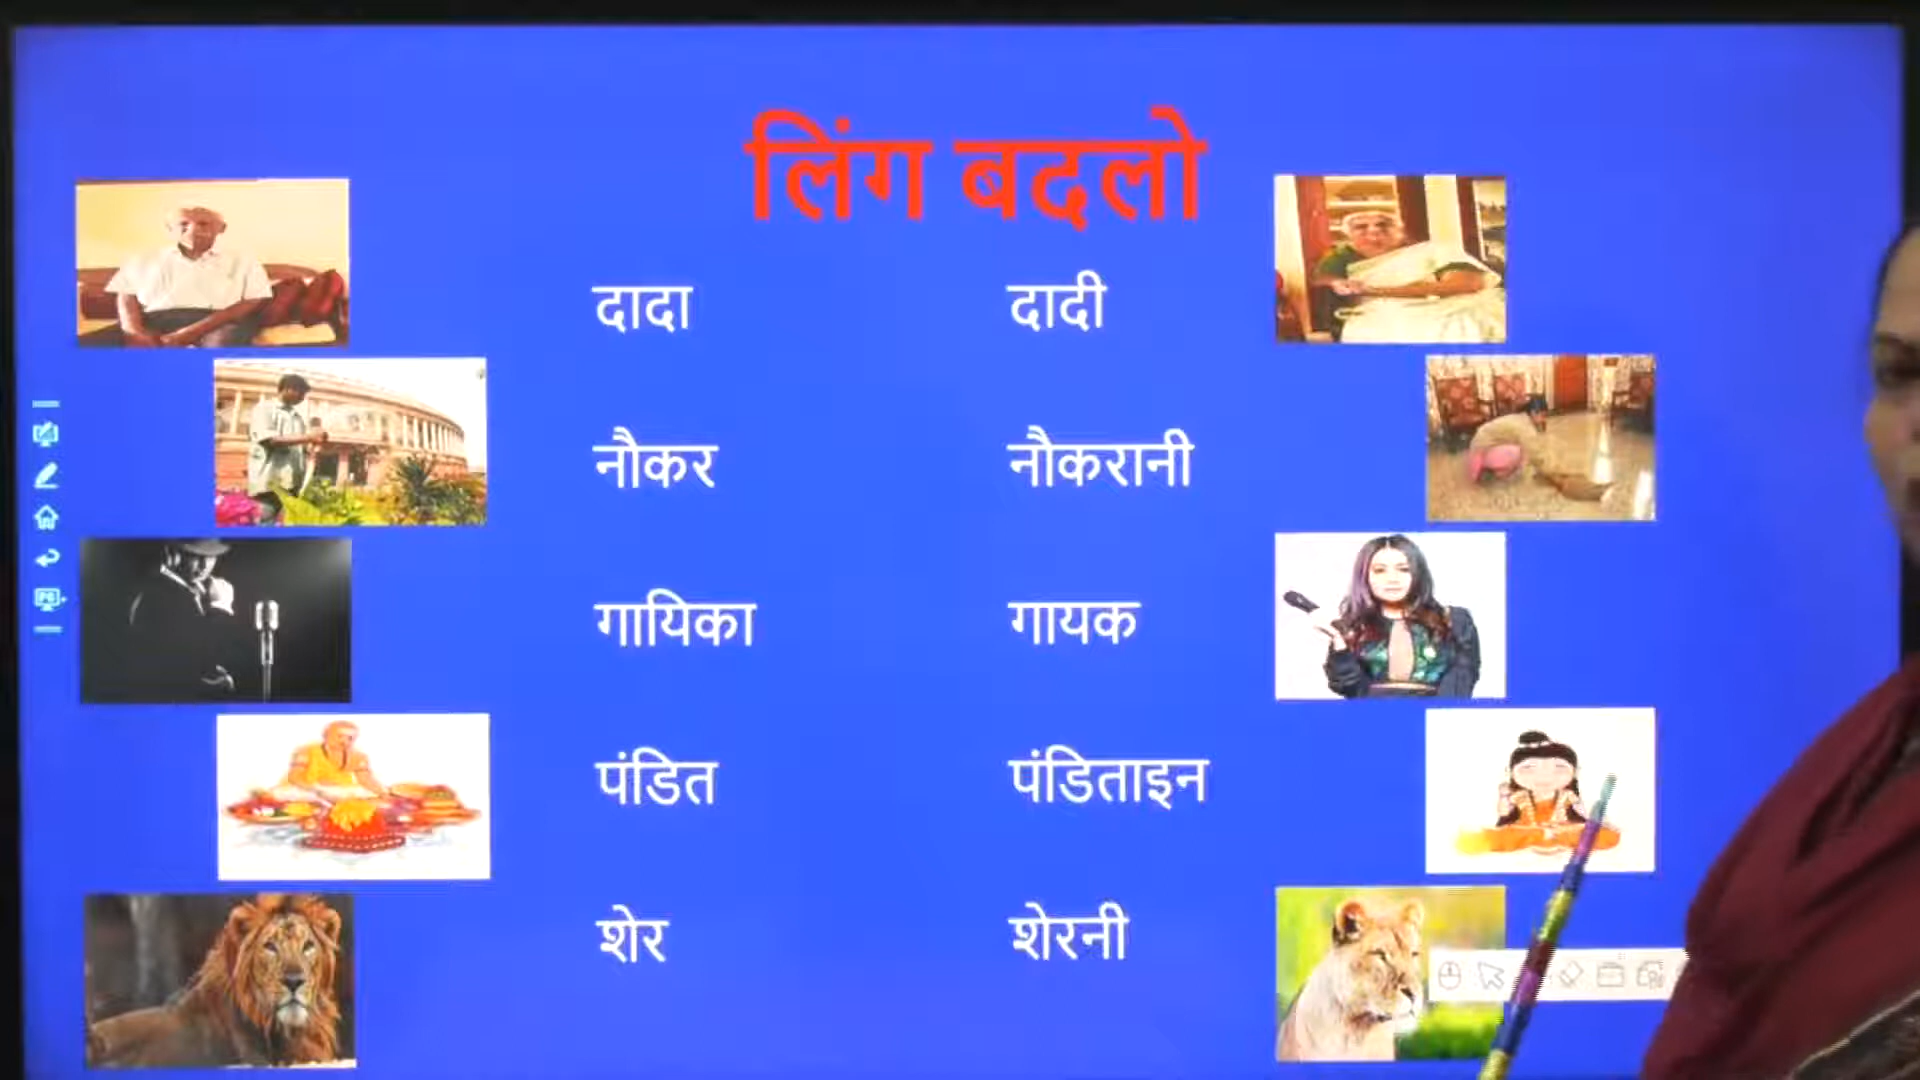 लिंग बदलो
दादा दादी
नौकर नौकरानी
गायिका गायक
पंडित पंडिताइन
शेर शेरनी